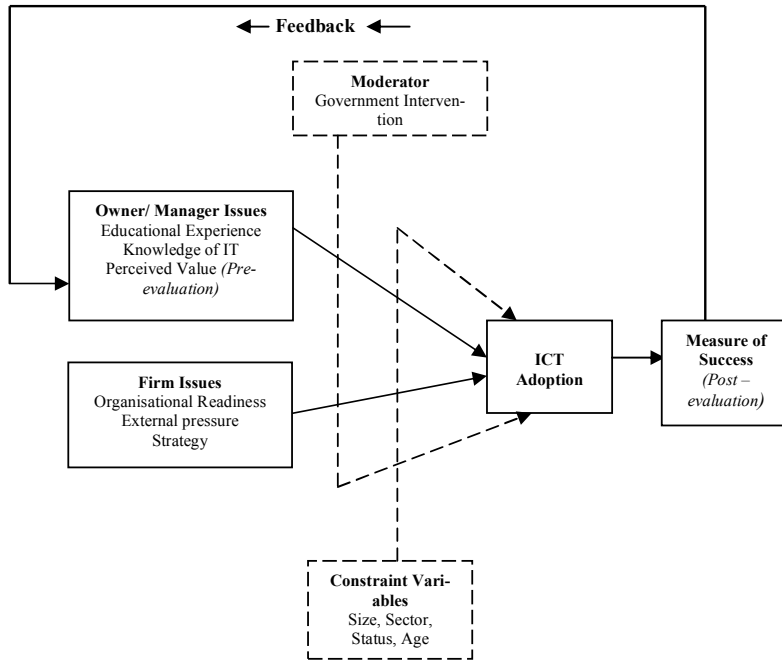 Feedback
Moderator
Government Interven-
tion
Owner/ Manager Issues
Educational Experience
Knowledge of IT
Perceived Value (Pre-
evaluation)
Firm Issues
Organisational Readiness
External pressure
Strategy
ICT
Adoption
Measure of
Success
(Post –
evaluation)
Constraint Vari-
ables
Size, Sector,
Status, Age